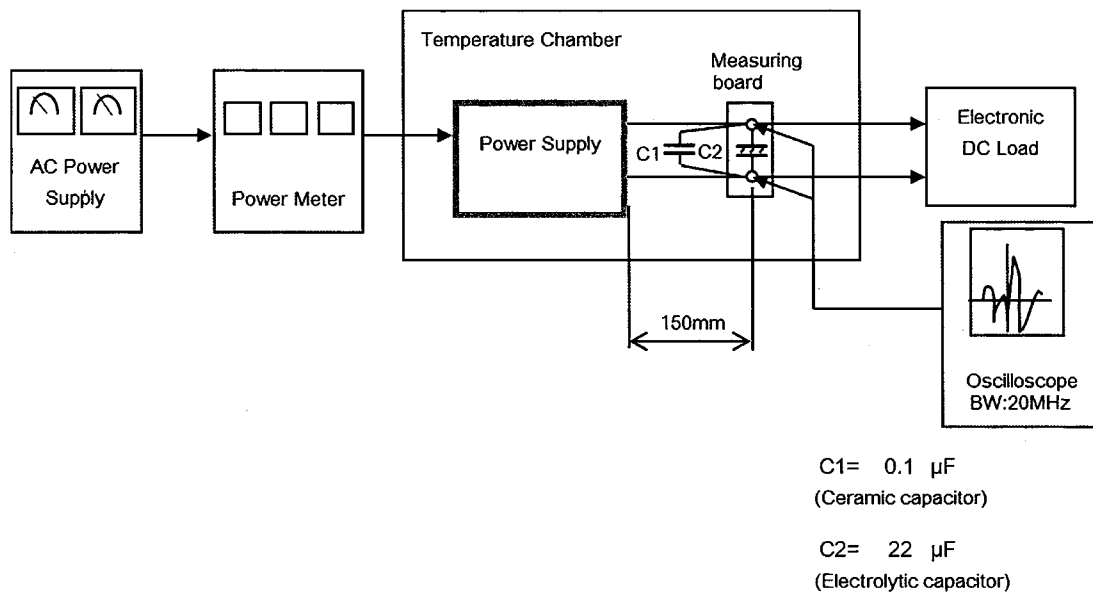 Temperature Chamber
Measuring
board
AC Power
Supply
Power Meter
Power Supply
C1
C2
Electronic
DC Load
150mm
Oscilloscope
BW:20MHz
C1= 0.1 µF
(Ceramic capacitor)
C2= 22 µF
(Electrolytic capacitor)